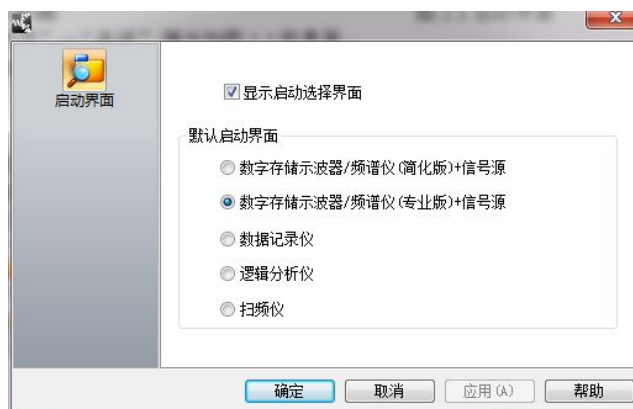 启动界面
显示启动选择界面
默认启动界面
数字存储示波器/频谱仪(简化版)+信号源
数字存储示波器/频谱仪(专业版)+信号源
数据记录仪
逻辑分析仪
扫频仪
确定 取消 应用(A) 帮助